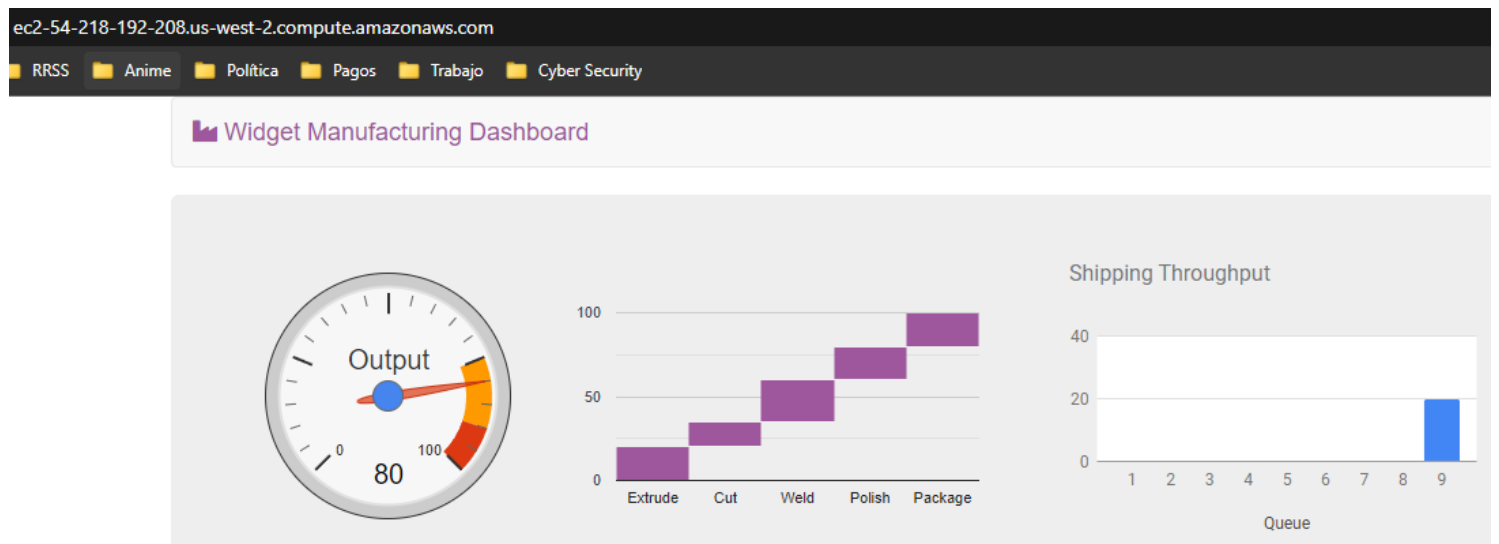 ec2-54-218-192-208.us-west-2.compute.amazonaws.com
RRSS Anime Política Pagos Trabajo Cyber Security
Widget Manufacturing Dashboard
Output
0 100
80
100
50
0
Extrude Cut Weld Polish Package
Shipping Throughput
40
20
0
1 2 3 4 5 6 7 8 9
Queue